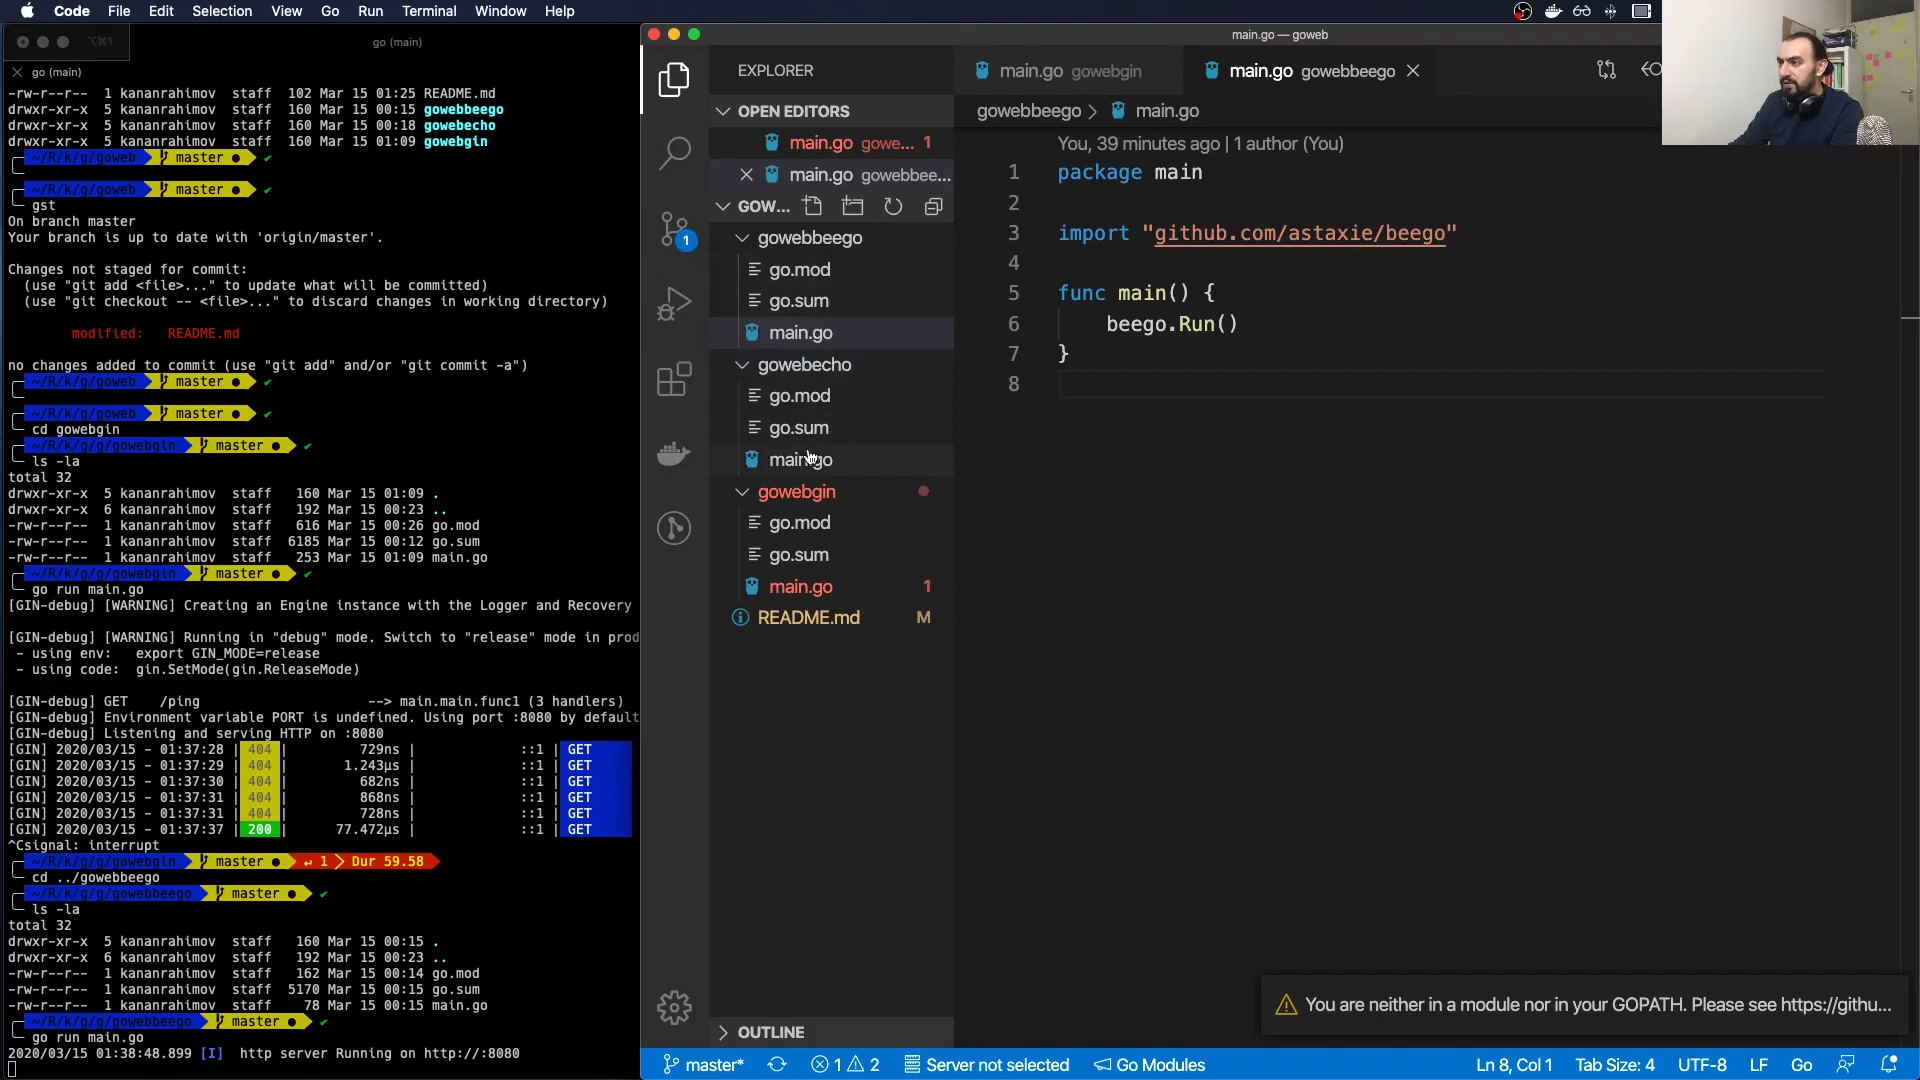 Code File Edit Selection View Go Run Terminal Window Help
⌥⌘1
go (main)
go (main)
-rw-r--r-- 1 kananrahimov staff 102 Mar 15 01:25 README.md
drwxr-xr-x 5 kananrahimov staff 160 Mar 15 00:15 gowebbeego
drwxr-xr-x 5 kananrahimov staff 160 Mar 15 00:18 gowebecho
drwxr-xr-x 5 kananrahimov staff 160 Mar 15 01:09 gowebgin
~/R/k/g/goweb master ● ✔
~/R/k/g/goweb master ● ✔
gst
On branch master
Your branch is up to date with 'origin/master'.
Changes not staged for commit:
(use "git add <file>..." to update what will be committed)
(use "git checkout -- <file>..." to discard changes in working directory)
modified: README.md
no changes added to commit (use "git add" and/or "git commit -a")
~/R/k/g/goweb master ● ✔
~/R/k/g/goweb master ● ✔
cd gowebgin
~/R/k/g/g/gowebgin master ● ✔
ls -la
total 32
drwxr-xr-x 5 kananrahimov staff 160 Mar 15 01:09 .
drwxr-xr-x 6 kananrahimov staff 192 Mar 15 00:23 ..
-rw-r--r-- 1 kananrahimov staff 616 Mar 15 00:26 go.mod
-rw-r--r-- 1 kananrahimov staff 6185 Mar 15 00:12 go.sum
-rw-r--r-- 1 kananrahimov staff 253 Mar 15 01:09 main.go
~/R/k/g/g/gowebgin master ● ✔
go run main.go
[GIN-debug] [WARNING] Creating an Engine instance with the Logger and Recovery
[GIN-debug] [WARNING] Running in "debug" mode. Switch to "release" mode in prod
- using env: export GIN_MODE=release
- using code: gin.SetMode(gin.ReleaseMode)
[GIN-debug] GET /ping --> main.main.func1 (3 handlers)
[GIN-debug] Environment variable PORT is undefined. Using port :8080 by default
[GIN-debug] Listening and serving HTTP on :8080
[GIN] 2020/03/15 - 01:37:28 | 404 | 729ns | ::1 | GET
[GIN] 2020/03/15 - 01:37:29 | 404 | 1.243µs | ::1 | GET
[GIN] 2020/03/15 - 01:37:30 | 404 | 682ns | ::1 | GET
[GIN] 2020/03/15 - 01:37:31 | 404 | 868ns | ::1 | GET
[GIN] 2020/03/15 - 01:37:31 | 404 | 728ns | ::1 | GET
[GIN] 2020/03/15 - 01:37:37 | 200 | 77.472µs | ::1 | GET
^Csignal: interrupt
~/R/k/g/g/gowebgin master ● ↵ 1 Dur 59.58
cd ../gowebbeego
~/R/k/g/g/gowebbeego master ● ✔
ls -la
total 32
drwxr-xr-x 5 kananrahimov staff 160 Mar 15 00:15 .
drwxr-xr-x 6 kananrahimov staff 192 Mar 15 00:23 ..
-rw-r--r-- 1 kananrahimov staff 162 Mar 15 00:14 go.mod
-rw-r--r-- 1 kananrahimov staff 5170 Mar 15 00:15 go.sum
-rw-r--r-- 1 kananrahimov staff 78 Mar 15 00:15 main.go
~/R/k/g/g/gowebbeego master ● ✔
go run main.go
2020/03/15 01:38:48.899 [I] http server Running on http://:8080
main.go — goweb
EXPLORER
OPEN EDITORS
main.go gowe... 1
main.go gowebbee...
GOW...
gowebbeego
go.mod
go.sum
main.go
gowebecho
go.mod
go.sum
main.go
gowebgin
go.mod
go.sum
main.go 1
README.md M
OUTLINE
1
main.go gowebgin
main.go gowebbeego
gowebbeego > main.go
You, 39 minutes ago | 1 author (You)
1 package main
2
3 import "github.com/astaxie/beego"
4
5 func main() {
6 beego.Run()
7 }
8
You are neither in a module nor in your GOPATH. Please see https://githu...
master* 1 2 Server not selected Go Modules Ln 8, Col 1 Tab Size: 4 UTF-8 LF Go